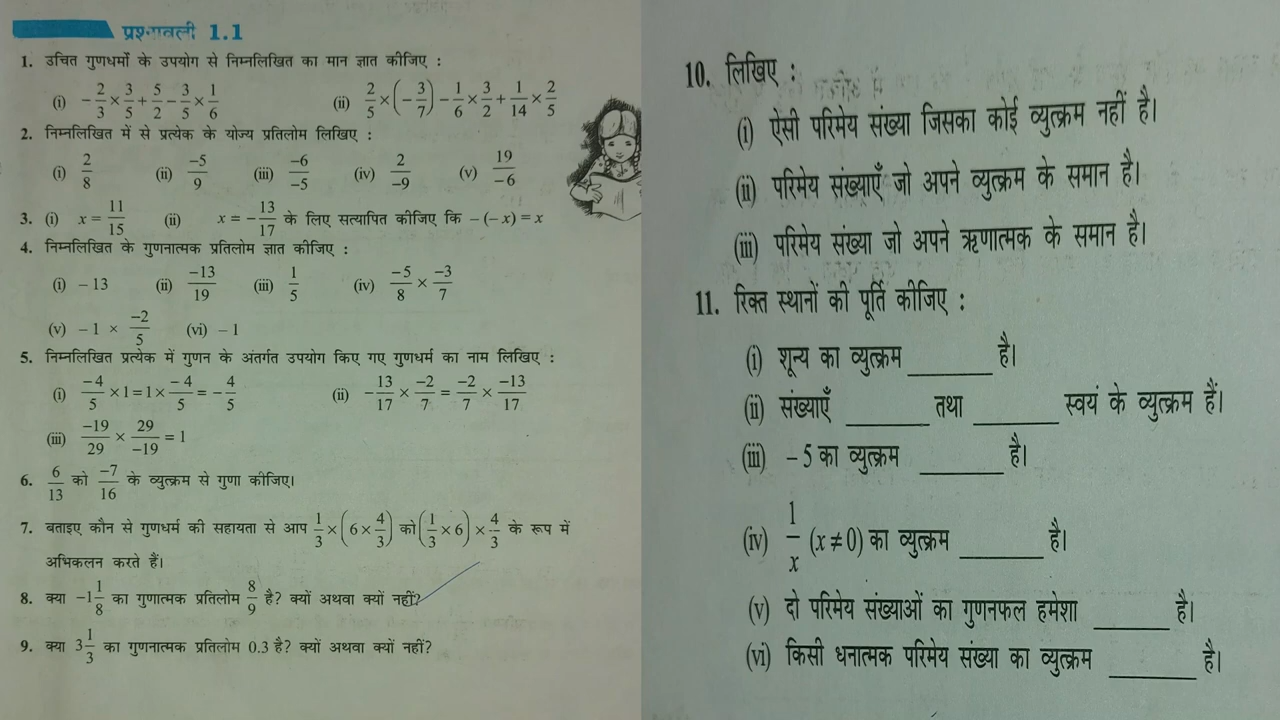 प्रश्नावली 1.1
1. उचित गुणधर्मों के उपयोग से निम्नलिखित का मान ज्ञात कीजिए :
(i) −2/3 × 3/5 + 5/2 − 3/5 × 1/6 (ii) 2/5 × (−3/7) − 1/6 × 3/2 + 1/14 × 2/5
2. निम्नलिखित में से प्रत्येक के योज्य प्रतिलोम लिखिए :
(i) 2/8 (ii) −5/9 (iii) −6/−5 (iv) 2/−9 (v) 19/−6
3. (i) x = 11/15 (ii) x = −13/17 के लिए सत्यापित कीजिए कि −(−x) = x
4. निम्नलिखित के गुणनात्मक प्रतिलोम ज्ञात कीजिए :
(i) −13 (ii) −13/19 (iii) 1/5 (iv) −5/8 × −3/7
(v) −1 × −2/5 (vi) −1
5. निम्नलिखित प्रत्येक में गुणन के अंतर्गत उपयोग किए गए गुणधर्म का नाम लिखिए :
(i) −4/5 × 1 = 1 × −4/5 = −4/5 (ii) −13/17 × −2/7 = −2/7 × −13/17
(iii) −19/29 × 29/−19 = 1
6. 6/13 को −7/16 के व्युत्क्रम से गुणा कीजिए।
7. बताइए कौन से गुणधर्म की सहायता से आप 1/3 × (6 × 4/3) को (1/3 × 6) × 4/3 के रूप में
अभिकलन करते हैं।
8. क्या −1 1/8 का गुणात्मक प्रतिलोम 8/9 है? क्यों अथवा क्यों नहीं?
9. क्या 3 1/3 का गुणनात्मक प्रतिलोम 0.3 है? क्यों अथवा क्यों नहीं?
10. लिखिए :
(i) ऐसी परिमेय संख्या जिसका कोई व्युत्क्रम नहीं है।
(ii) परिमेय संख्याएँ जो अपने व्युत्क्रम के समान है।
(iii) परिमेय संख्या जो अपने ऋणात्मक के समान है।
11. रिक्त स्थानों की पूर्ति कीजिए :
(i) शून्य का व्युत्क्रम ________ है।
(ii) संख्याएँ ________ तथा ________ स्वयं के व्युत्क्रम हैं।
(iii) −5 का व्युत्क्रम ________ है।
(iv) 1/x (x ≠ 0) का व्युत्क्रम ________ है।
(v) दो परिमेय संख्याओं का गुणनफल हमेशा ________ है।
(vi) किसी धनात्मक परिमेय संख्या का व्युत्क्रम ________ है।